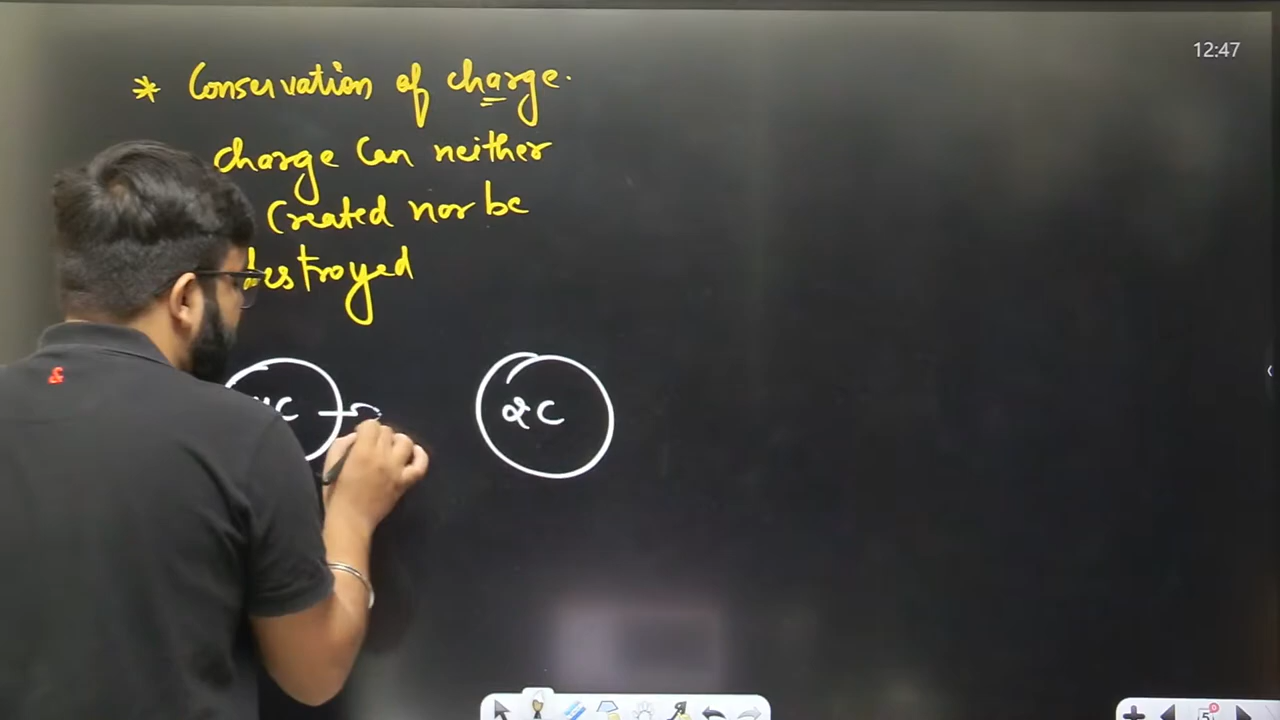 12:47
* Conservation of charge.
charge can neither
created nor be
destroyed
C
2C